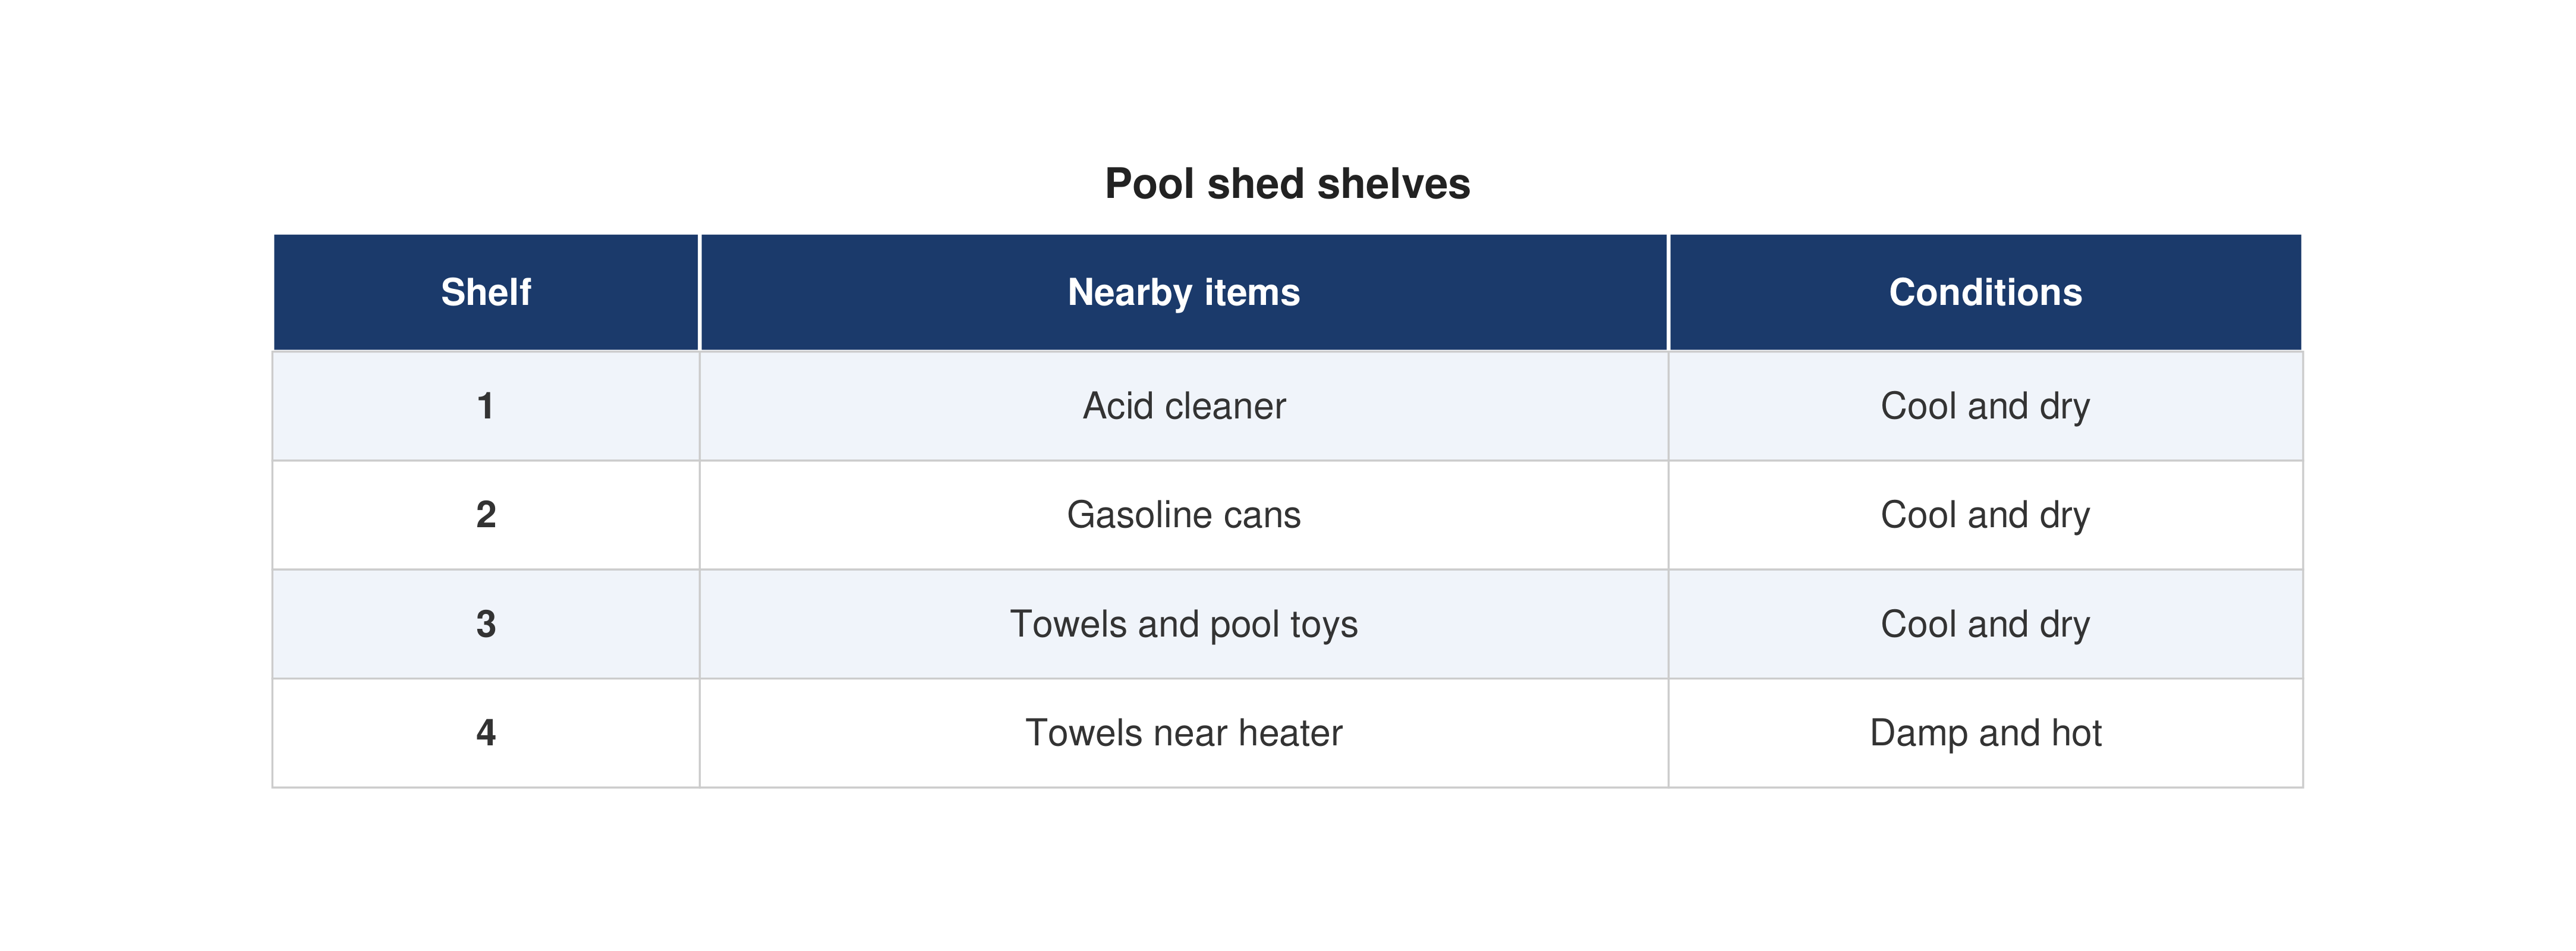 Pool shed shelves
Shelf Nearby items Conditions
1 Acid cleaner Cool and dry
2 Gasoline cans Cool and dry
3 Towels and pool toys Cool and dry
4 Towels near heater Damp and hot